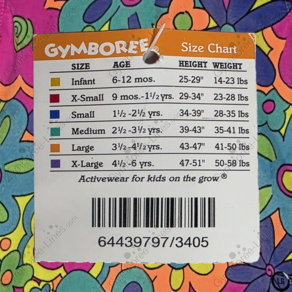 GYMBOREE Size Chart
SIZE AGE HEIGHT WEIGHT
Infant 6-12 mos. 25-29" 14-23 lbs
X-Small 9 mos.-1½ yrs. 29-34" 23-28 lbs
Small 1½ -2½ yrs. 34-39" 28-35 lbs
Medium 2½ -3½ yrs. 39-43" 35-41 lbs
Large 3½ -4½ yrs. 43-47" 41-50 lbs
X-Large 4½ -6 yrs. 47-51" 50-58 lbs
Activewear for kids on the grow®
64439797/3405